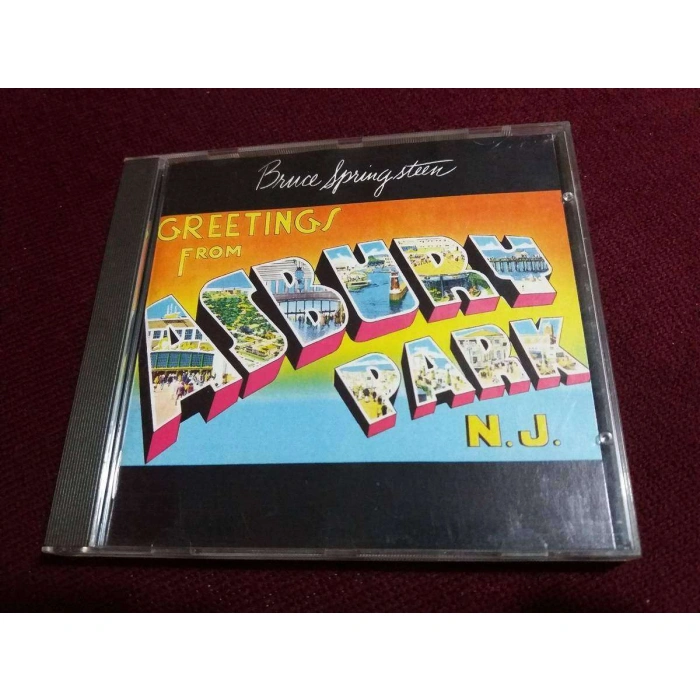 Bruce Springsteen
GREETINGS
FROM
ASBURY
PARK
N.J.